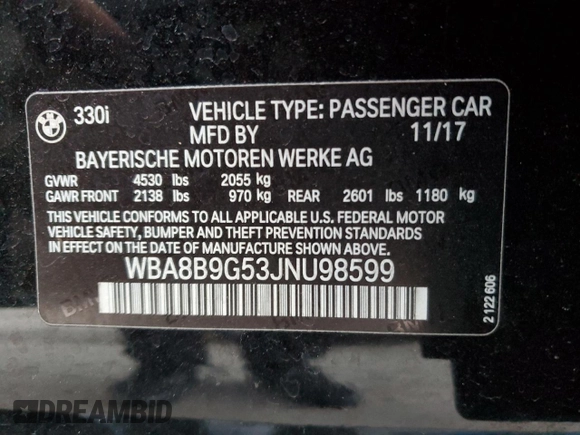 330i VEHICLE TYPE: PASSENGER CAR
MFD BY 11/17
BAYERISCHE MOTOREN WERKE AG
GVWR 4530 lbs 2055 kg
GAWR FRONT 2138 lbs 970 kg REAR 2601 lbs 1180 kg
THIS VEHICLE CONFORMS TO ALL APPLICABLE U.S. FEDERAL MOTOR
VEHICLE SAFETY, BUMPER AND THEFT PREVENTION STANDARDS
IN EFFECT ON THE DATE OF MANUFACTURE SHOWN ABOVE.
WBA8B9G53JNU98599
2 122 606
DREAMBID